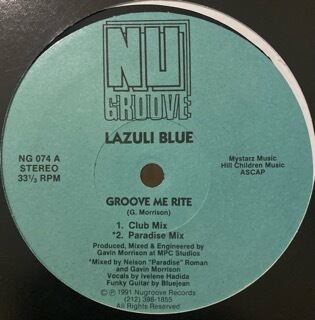 NU
GROOVE
LAZULI BLUE
NG 074 A
STEREO
33⅓ RPM
Mystarz Music
Hill Children Music
ASCAP
GROOVE ME RITE
(G. Morrison)
1. Club Mix
*2. Paradise Mix
Produced, Mixed & Engineered by
Gavin Morrison at MPC Studios
*Mixed by Nelson "Paradise" Roman
and Gavin Morrison
Vocals by Ivelene Hadida
Funky Guitar by Bluejean
Ⓒ Ⓟ 1991 Nugroove Records
(212) 398-1855
All Rights Reserved